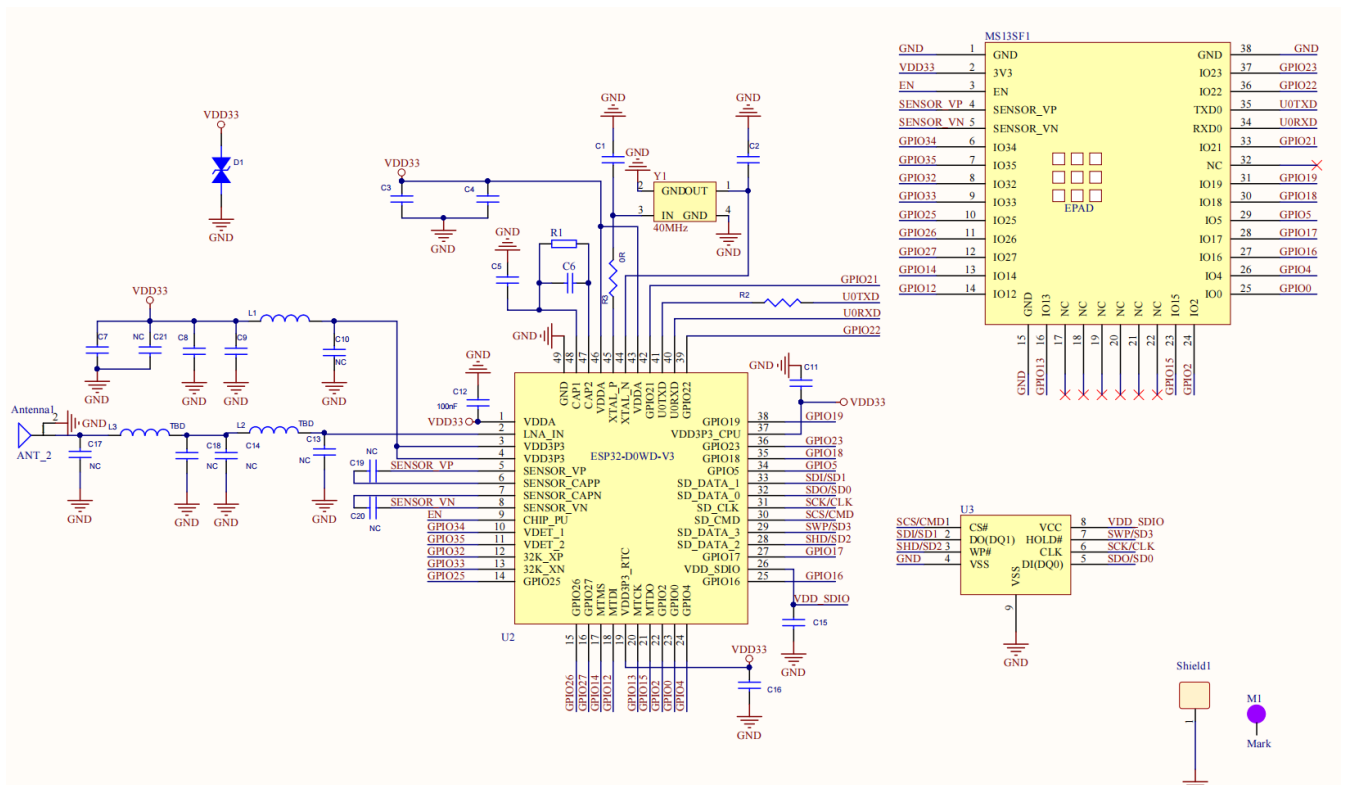 VDD33
D1
GND
VDD33
C3
C4
GND
GND
C5
R1
C6
GND
C1
GND
Y1
2 GND OUT 1
3 IN GND 4
40MHz
GND
C2
GND
R3
0R
R2
GPIO21
U0TXD
U0RXD
GPIO22
VDD33
C7
NC
C21
C8
C9
L1
C10
NC
GND
GND
GND
GND
Antenna1
2
GND
1
ANT_2
C17
NC
GND
L3
TBD
C18
NC
GND
C14
NC
GND
L2
TBD
C13
NC
GND
GND
C12
100nF
VDD33
NC
C19
SENSOR_VP
SENSOR_VN
C20
NC
EN
GPIO34
GPIO35
GPIO32
GPIO33
GPIO25
GND
49 GND
48 CAP1
47 CAP2
46 VDDA
45 XTAL_P
44 XTAL_N
43 VDDA
42 GPIO21
41 U0TXD
40 U0RXD
39 GPIO22
ESP32-D0WD-V3
1 VDDA
2 LNA_IN
3 VDD3P3
4 VDD3P3
5 SENSOR_VP
6 SENSOR_CAPP
7 SENSOR_CAPN
8 SENSOR_VN
9 CHIP_PU
10 VDET_1
11 VDET_2
12 32K_XP
13 32K_XN
14 GPIO25
GPIO26 15 GPIO26
GPIO27 16 GPIO27
MTMS 17 GPIO14
MTDI 18 GPIO12
VDD3P3_RTC 19
MTCK 20 GPIO13
MTDO 21 GPIO15
GPIO2 22 GPIO2
GPIO0 23 GPIO0
GPIO4 24 GPIO4
U2
GPIO19 38 GPIO19
VDD3P3_CPU 37
GPIO23 36 GPIO23
GPIO18 35 GPIO18
GPIO5 34 GPIO5
SD_DATA_1 33 SDI/SD1
SD_DATA_0 32 SDO/SD0
SD_CLK 31 SCK/CLK
SD_CMD 30 SCS/CMD
SD_DATA_3 29 SWP/SD3
SD_DATA_2 28 SHD/SD2
GPIO17 27 GPIO17
VDD_SDIO 26
GPIO16 25 GPIO16
GND
C11
VDD33
VDD_SDIO
C15
GND
VDD33
C16
GND
MS13SF1
GND 1 GND
VDD33 2 3V3
EN 3 EN
SENSOR_VP 4 SENSOR_VP
SENSOR_VN 5 SENSOR_VN
GPIO34 6 IO34
GPIO35 7 IO35
GPIO32 8 IO32
GPIO33 9 IO33
GPIO25 10 IO25
GPIO26 11 IO26
GPIO27 12 IO27
GPIO14 13 IO14
GPIO12 14 IO12
EPAD
GND 38 GND
IO23 37 GPIO23
IO22 36 GPIO22
TXD0 35 U0TXD
RXD0 34 U0RXD
IO21 33 GPIO21
NC 32
IO19 31 GPIO19
IO18 30 GPIO18
IO5 29 GPIO5
IO17 28 GPIO17
IO16 27 GPIO16
IO4 26 GPIO4
IO0 25 GPIO0
GND 15 GND
IO13 16 GPIO13
NC 17
NC 18
NC 19
NC 20
NC 21
NC 22
IO15 23 GPIO15
IO2 24 GPIO2
U3
SCS/CMD 1 CS#
SDI/SD1 2 DO(DQ1)
SHD/SD2 3 WP#
GND 4 VSS
VCC 8 VDD_SDIO
HOLD# 7 SWP/SD3
CLK 6 SCK/CLK
DI(DQ0) 5 SDO/SD0
VSS
9
GND
Shield1
1
M1
Mark